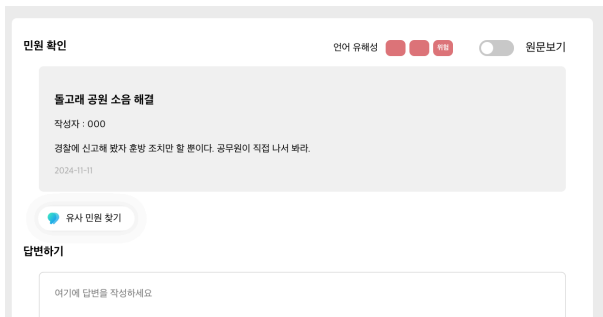 민원 확인
언어 유해성 위험 원문보기
돌고래 공원 소음 해결
작성자 : 000
경찰에 신고해 봤자 훈방 조치만 할 뿐이다. 공무원이 직접 나서 봐라.
2024-11-11
유사 민원 찾기
답변하기
여기에 답변을 작성하세요